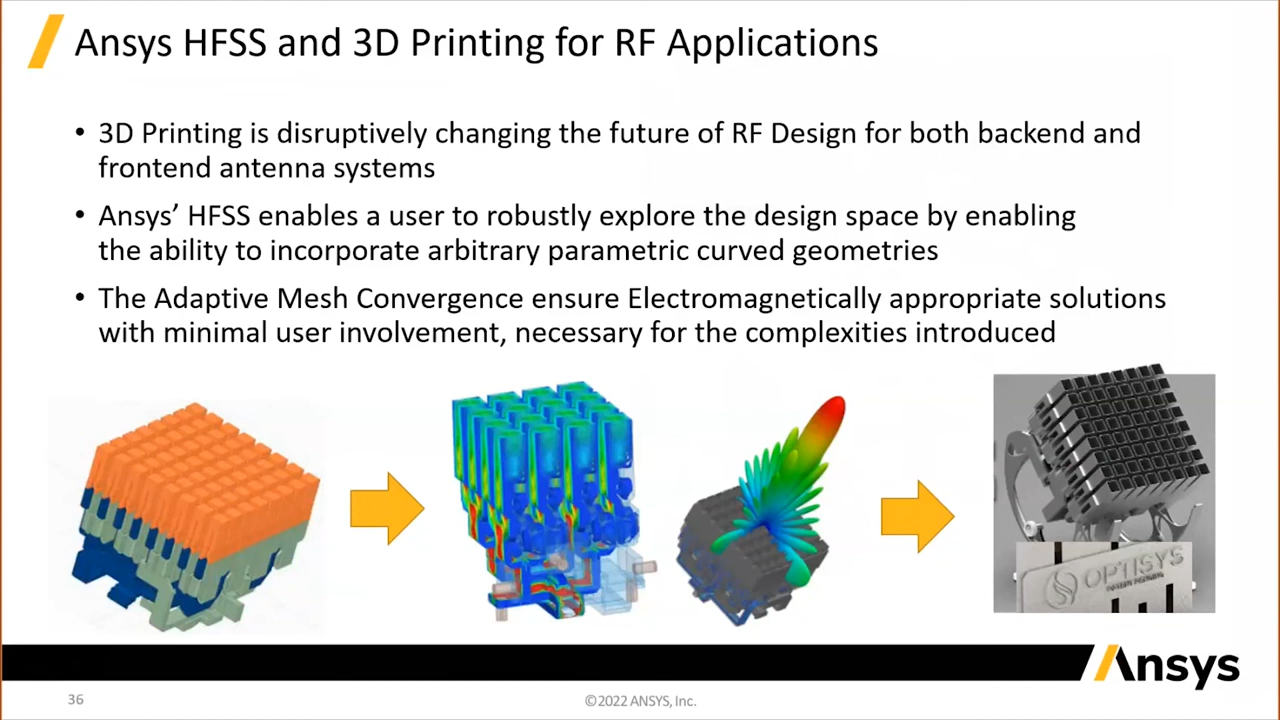 Ansys HFSS and 3D Printing for RF Applications
• 3D Printing is disruptively changing the future of RF Design for both backend and
frontend antenna systems
• Ansys’ HFSS enables a user to robustly explore the design space by enabling
the ability to incorporate arbitrary parametric curved geometries
• The Adaptive Mesh Convergence ensure Electromagnetically appropriate solutions
with minimal user involvement, necessary for the complexities introduced
OPTISYS
Ansys
36
©2022 ANSYS, Inc.